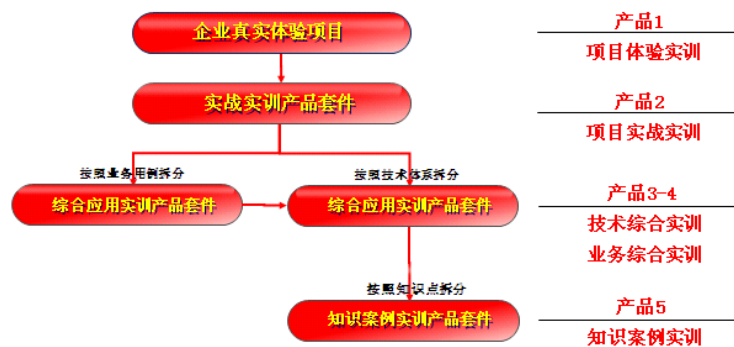 企业真实体验项目
产品1
项目体验实训
实战实训产品套件
产品2
项目实战实训
按照业务用例拆分
按照技术体系拆分
综合应用实训产品套件
综合应用实训产品套件
产品3-4
技术综合实训
业务综合实训
按照知识点拆分
知识案例实训产品套件
产品5
知识案例实训